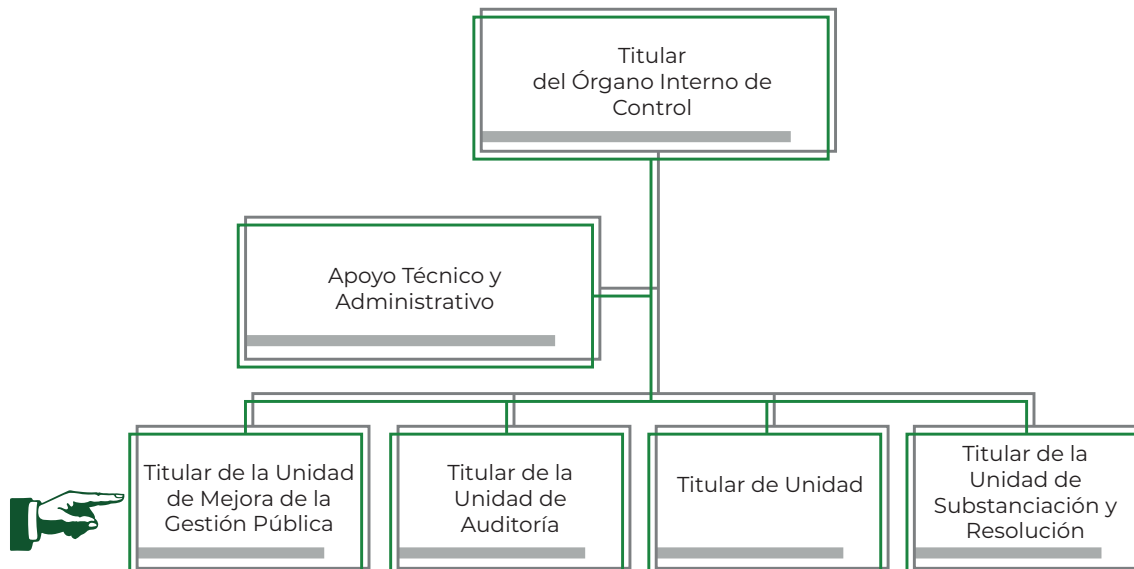 Titular
del Órgano Interno de
Control
Apoyo Técnico y
Administrativo
Titular de la Unidad
de Mejora de la
Gestión Pública
Titular de la
Unidad de
Auditoría
Titular de Unidad
Titular de la
Unidad de
Substanciación y
Resolución